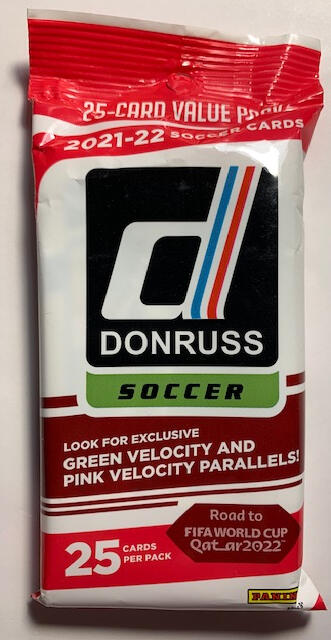 25-CARD VALUE PACK!
2021-22 SOCCER CARDS
d
DONRUSS
SOCCER
LOOK FOR EXCLUSIVE
GREEN VELOCITY AND
PINK VELOCITY PARALLELS!
Road to
FIFA WORLD CUP
Qatar2022™
25 CARDS
PER PACK
PANINI